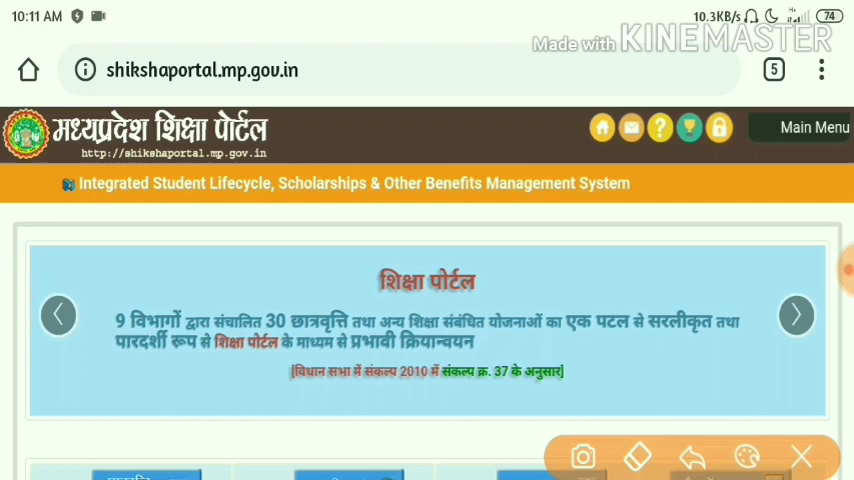 10:11 AM
10.3KB/s
74
Made with KINEMASTER
shikshaportal.mp.gov.in
5
मध्यप्रदेश शिक्षा पोर्टल
http://shikshaportal.mp.gov.in
Main Menu
Integrated Student Lifecycle, Scholarships & Other Benefits Management System
शिक्षा पोर्टल
9 विभागों द्वारा संचालित 30 छात्रवृत्ति तथा अन्य शिक्षा संबंधित योजनाओं का एक पटल से सरलीकृत तथा
पारदर्शी रूप से शिक्षा पोर्टल के माध्यम से प्रभावी क्रियान्वयन
[विधान सभा में संकल्प 2010 में संकल्प क्र. 37 के अनुसार]